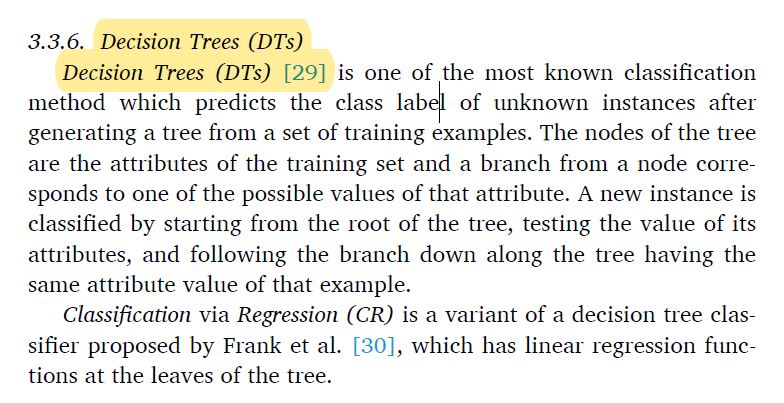 3.3.6. Decision Trees (DTs)
Decision Trees (DTs) [29] is one of the most known classification
method which predicts the class label of unknown instances after
generating a tree from a set of training examples. The nodes of the tree
are the attributes of the training set and a branch from a node corre-
sponds to one of the possible values of that attribute. A new instance is
classified by starting from the root of the tree, testing the value of its
attributes, and following the branch down along the tree having the
same attribute value of that example.
Classification via Regression (CR) is a variant of a decision tree clas-
sifier proposed by Frank et al. [30], which has linear regression func-
tions at the leaves of the tree.